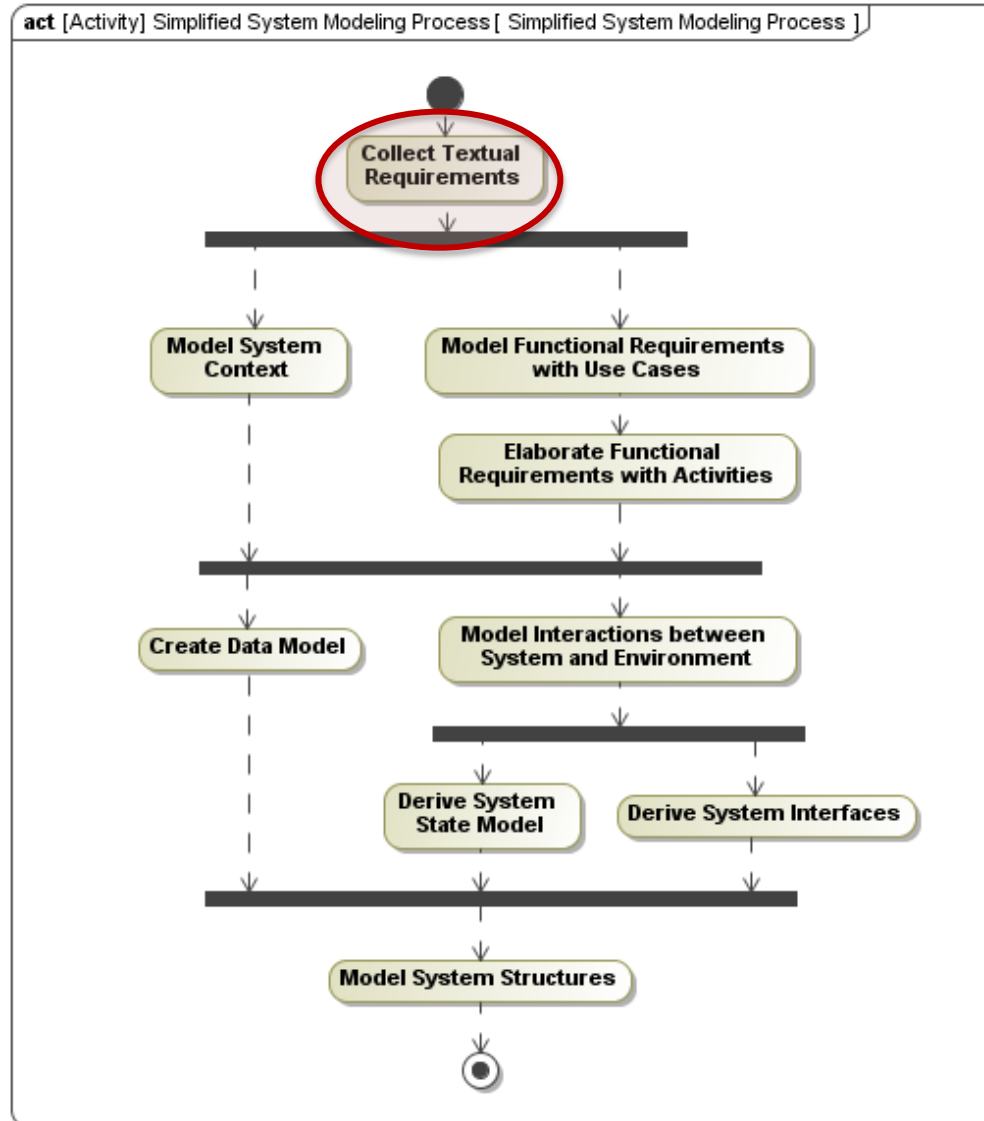 act [Activity] Simplified System Modeling Process [ Simplified System Modeling Process ]
Collect Textual
Requirements
Model System
Context
Model Functional Requirements
with Use Cases
Elaborate Functional
Requirements with Activities
Create Data Model
Model Interactions between
System and Environment
Derive System
State Model
Derive System Interfaces
Model System Structures